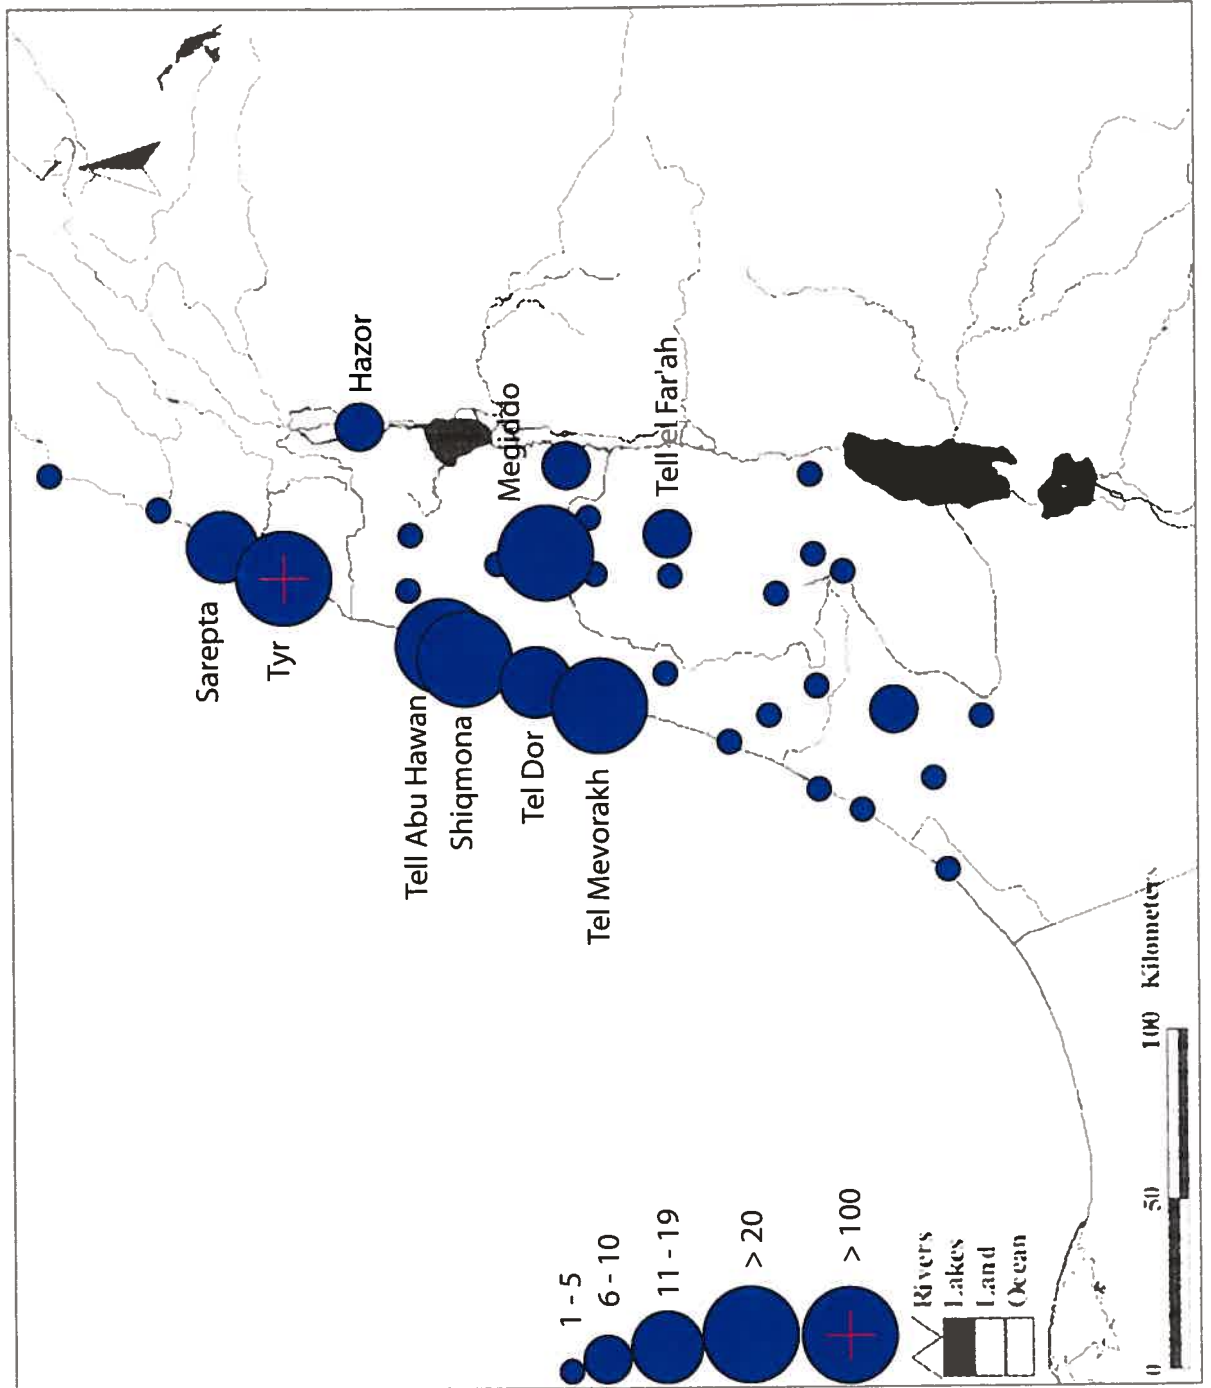 Sarepta
Tyr
Hazor
Tell Abu Hawan
Shiqmona
Megiddo
Tel Dor
Tel Mevorakh
Tell el Far'ah
1 - 5
6 - 10
11 - 19
> 20
> 100
Rivers
Lakes
Land
Ocean
0 50 100 Kilometers